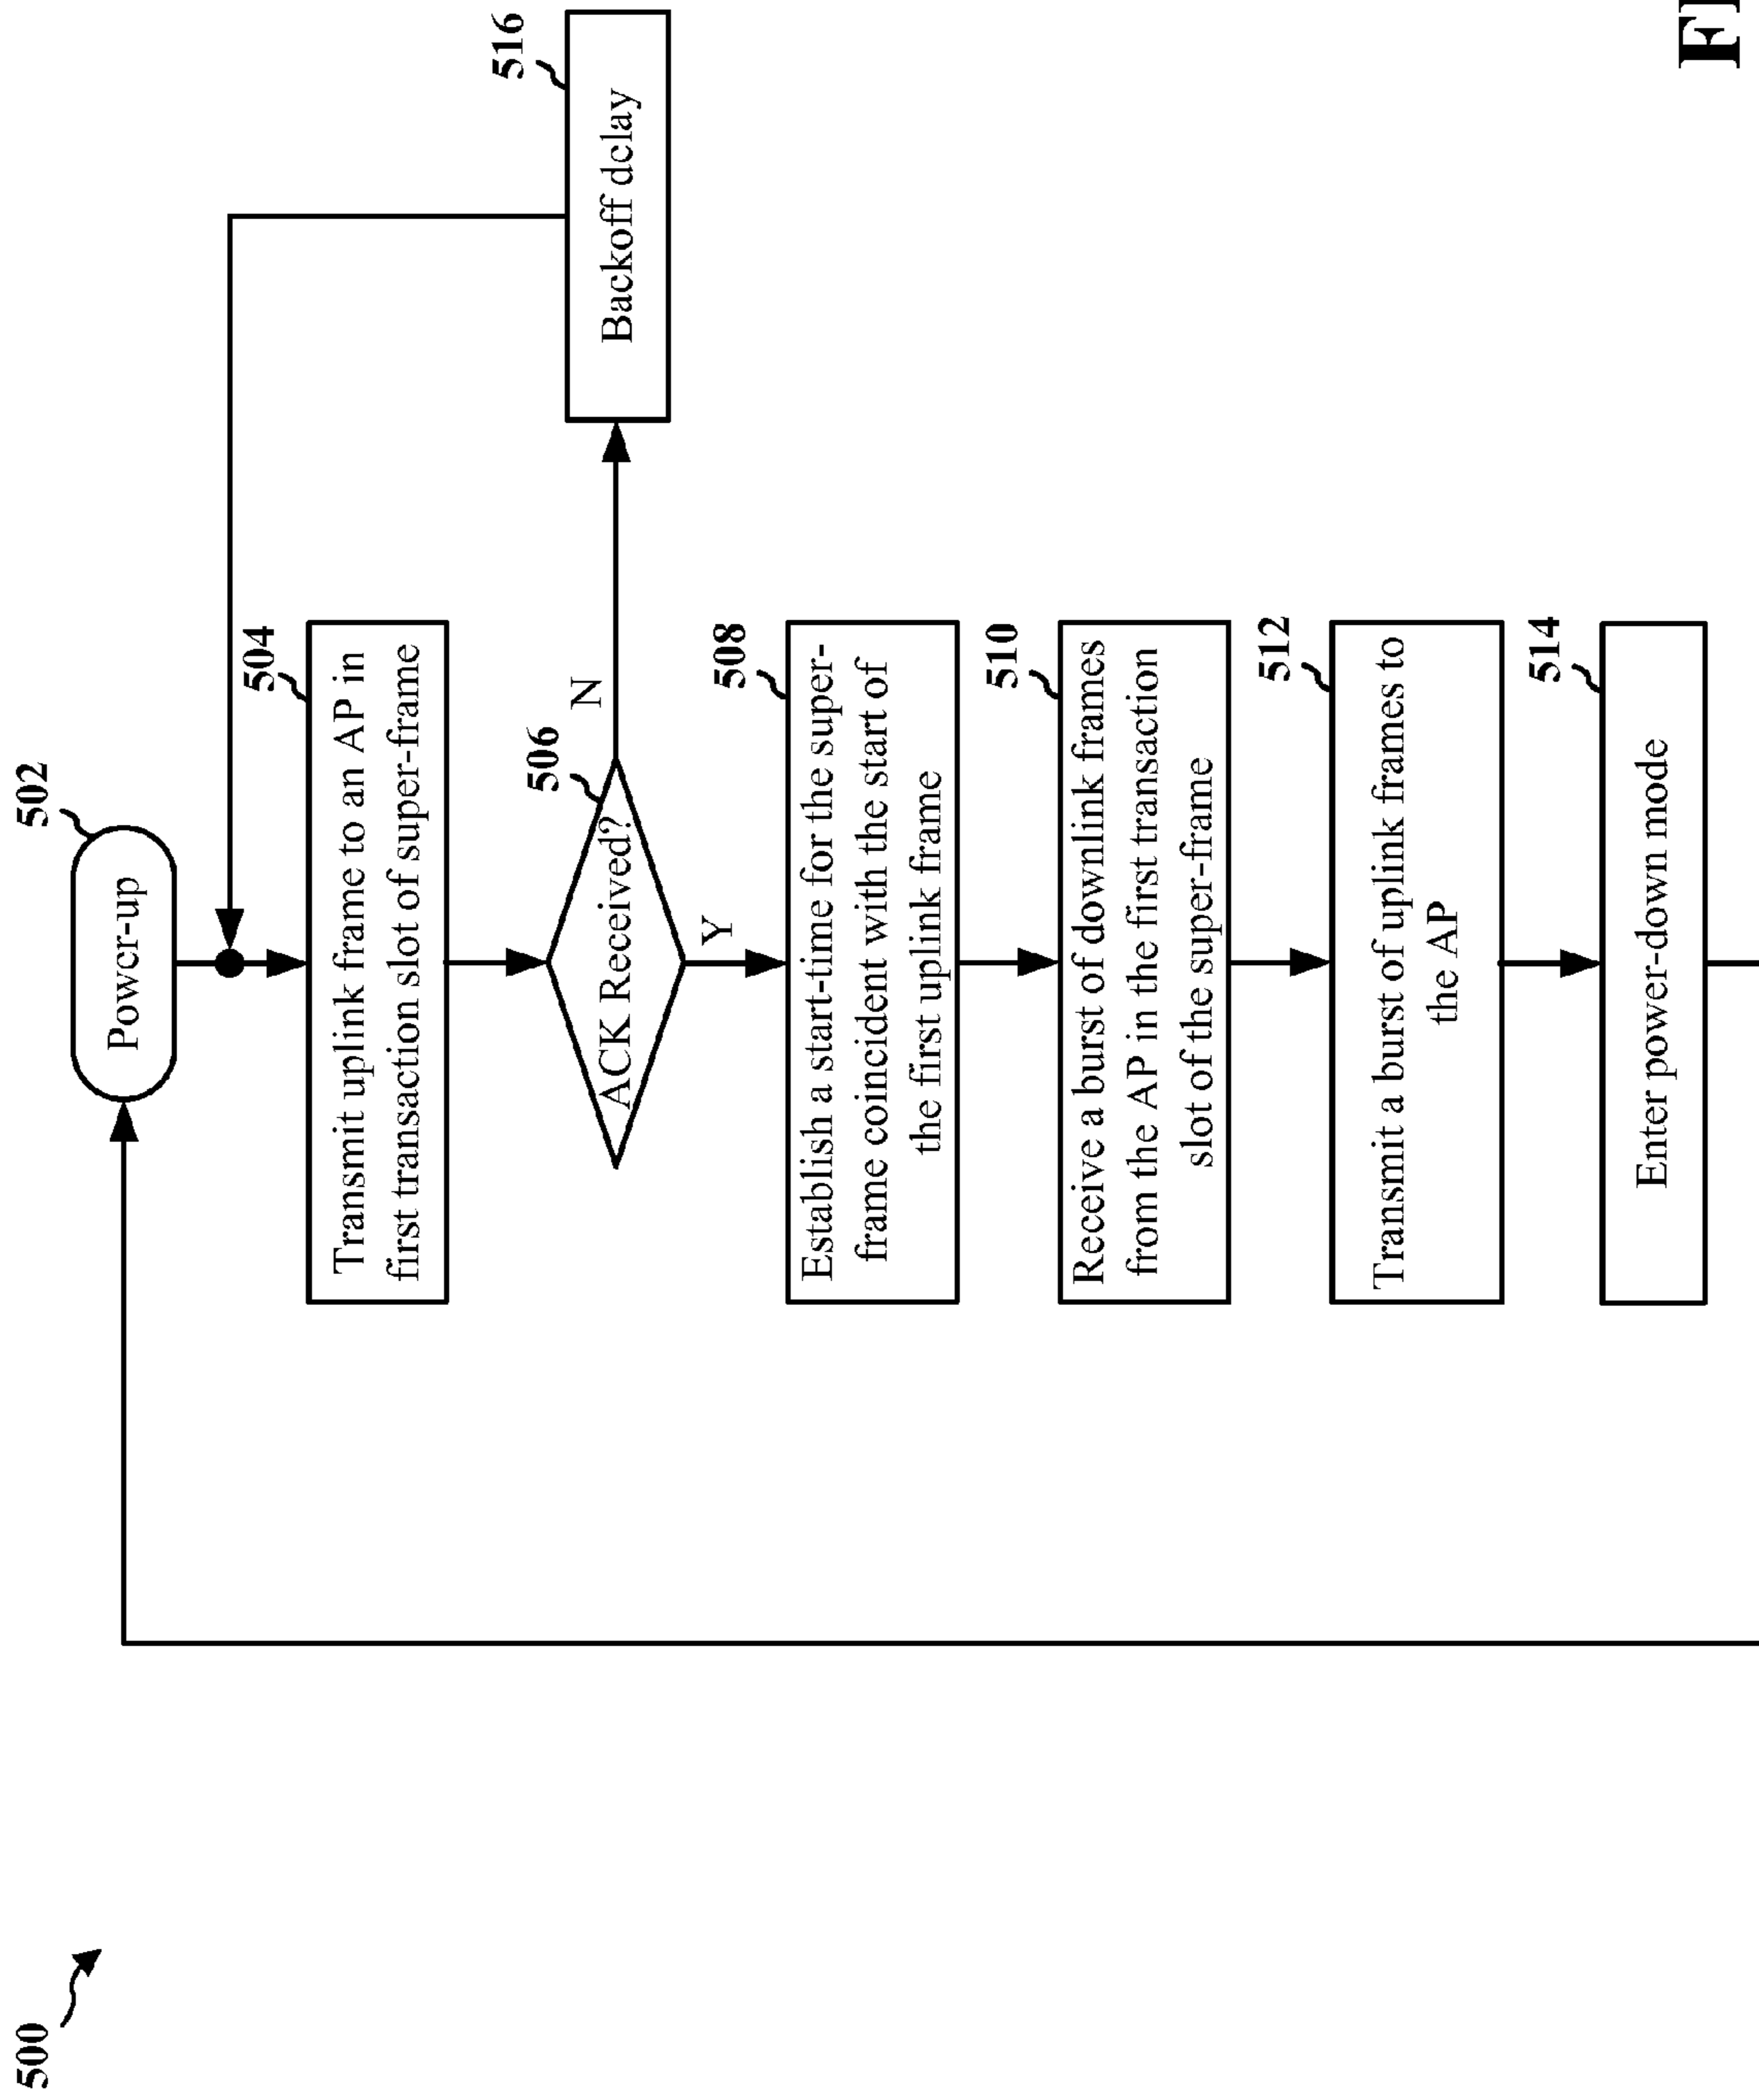 500
502
Power-up
504
Transmit uplink frame to an AP in
first transaction slot of super-frame
506
ACK Received?
N
516
Backoff delay
Y
508
Establish a start-time for the super-
frame coincident with the start of
the first uplink frame
510
Receive a burst of downlink frames
from the AP in the first transaction
slot of the super-frame
512
Transmit a burst of uplink frames to
the AP
514
Enter power-down mode